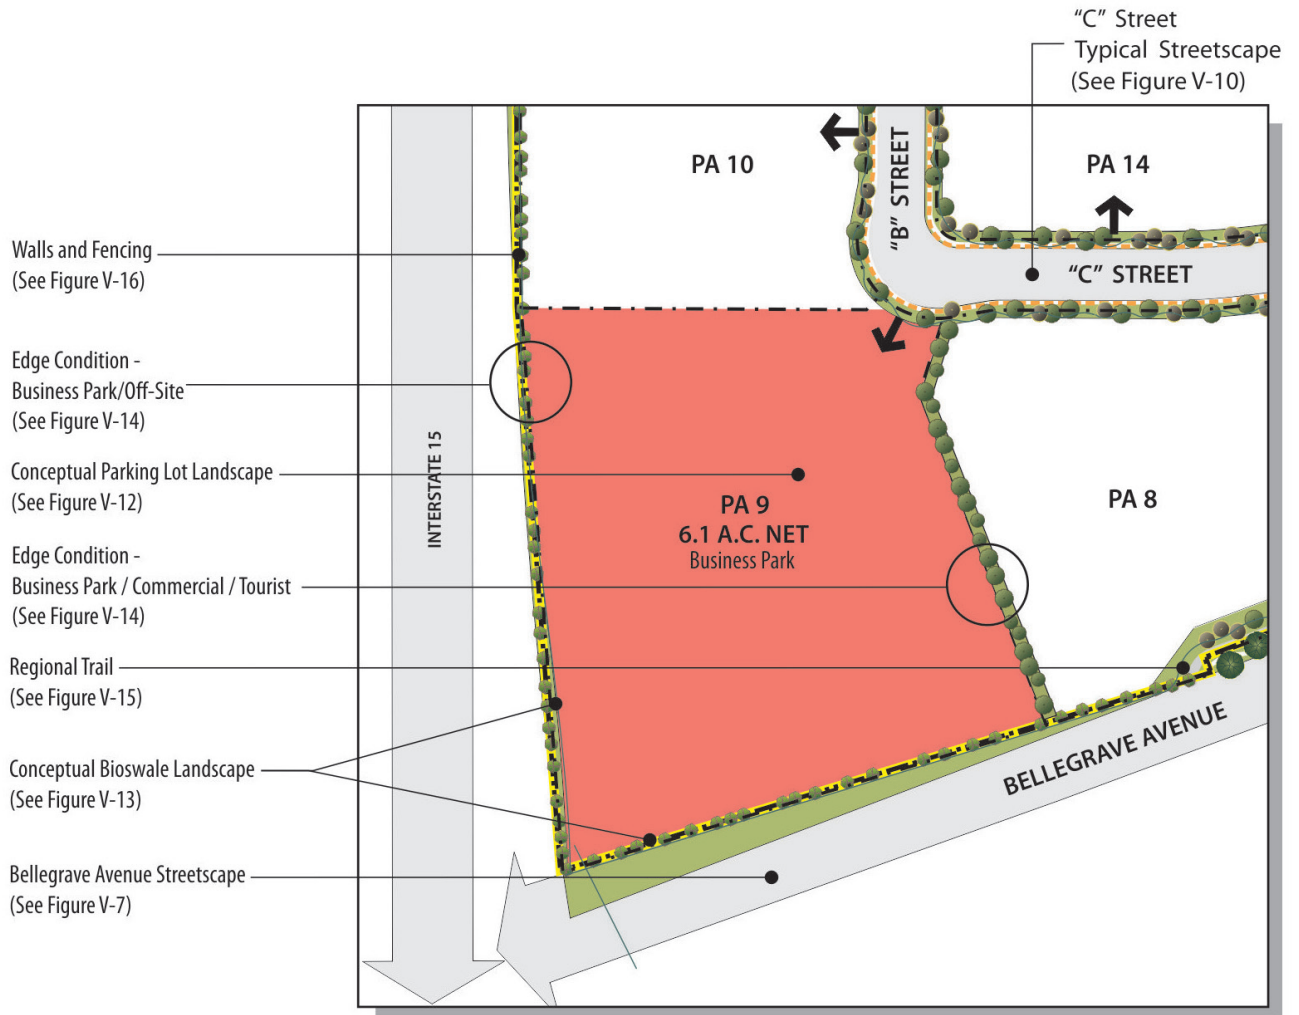 “C” Street
Typical Streetscape
(See Figure V-10)
PA 10
“B” STREET
PA 14
“C” STREET
Walls and Fencing
(See Figure V-16)
Edge Condition -
Business Park/Off-Site
(See Figure V-14)
Conceptual Parking Lot Landscape
(See Figure V-12)
INTERSTATE 15
PA 9
6.1 A.C. NET
Business Park
PA 8
Edge Condition -
Business Park / Commercial / Tourist
(See Figure V-14)
Regional Trail
(See Figure V-15)
BELLEGRAVE AVENUE
Conceptual Bioswale Landscape
(See Figure V-13)
Bellegrave Avenue Streetscape
(See Figure V-7)